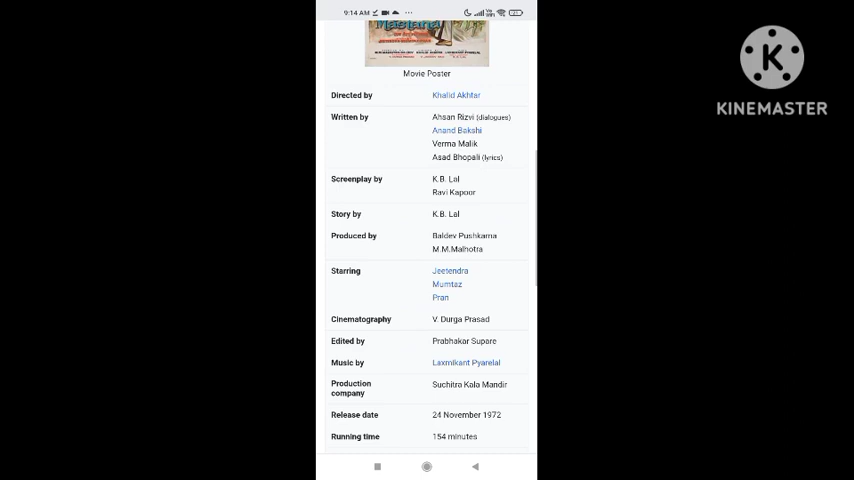 9:14 AM
Mastana
Movie Poster
Directed by Khalid Akhtar
Written by Ahsan Rizvi (dialogues)
Anand Bakshi
Verma Malik
Asad Bhopali (lyrics)
Screenplay by K.B. Lal
Ravi Kapoor
Story by K.B. Lal
Produced by Baldev Pushkarna
M.M.Malhotra
Starring Jeetendra
Mumtaz
Pran
Cinematography V. Durga Prasad
Edited by Prabhakar Supare
Music by Laxmikant Pyarelal
Production Suchitra Kala Mandir
company
Release date 24 November 1972
Running time 154 minutes
K
KINEMASTER